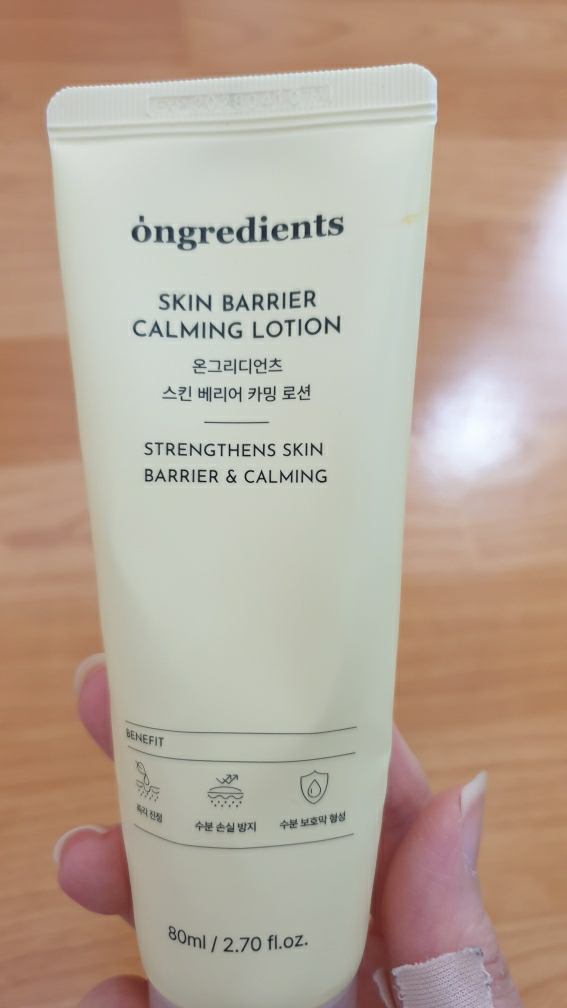 ongredients
SKIN BARRIER
CALMING LOTION
온그리디언츠
스킨 베리어 카밍 로션
STRENGTHENS SKIN
BARRIER & CALMING
BENEFIT
즉각 진정
수분 손실 방지
수분 보호막 형성
80ml / 2.70 fl.oz.